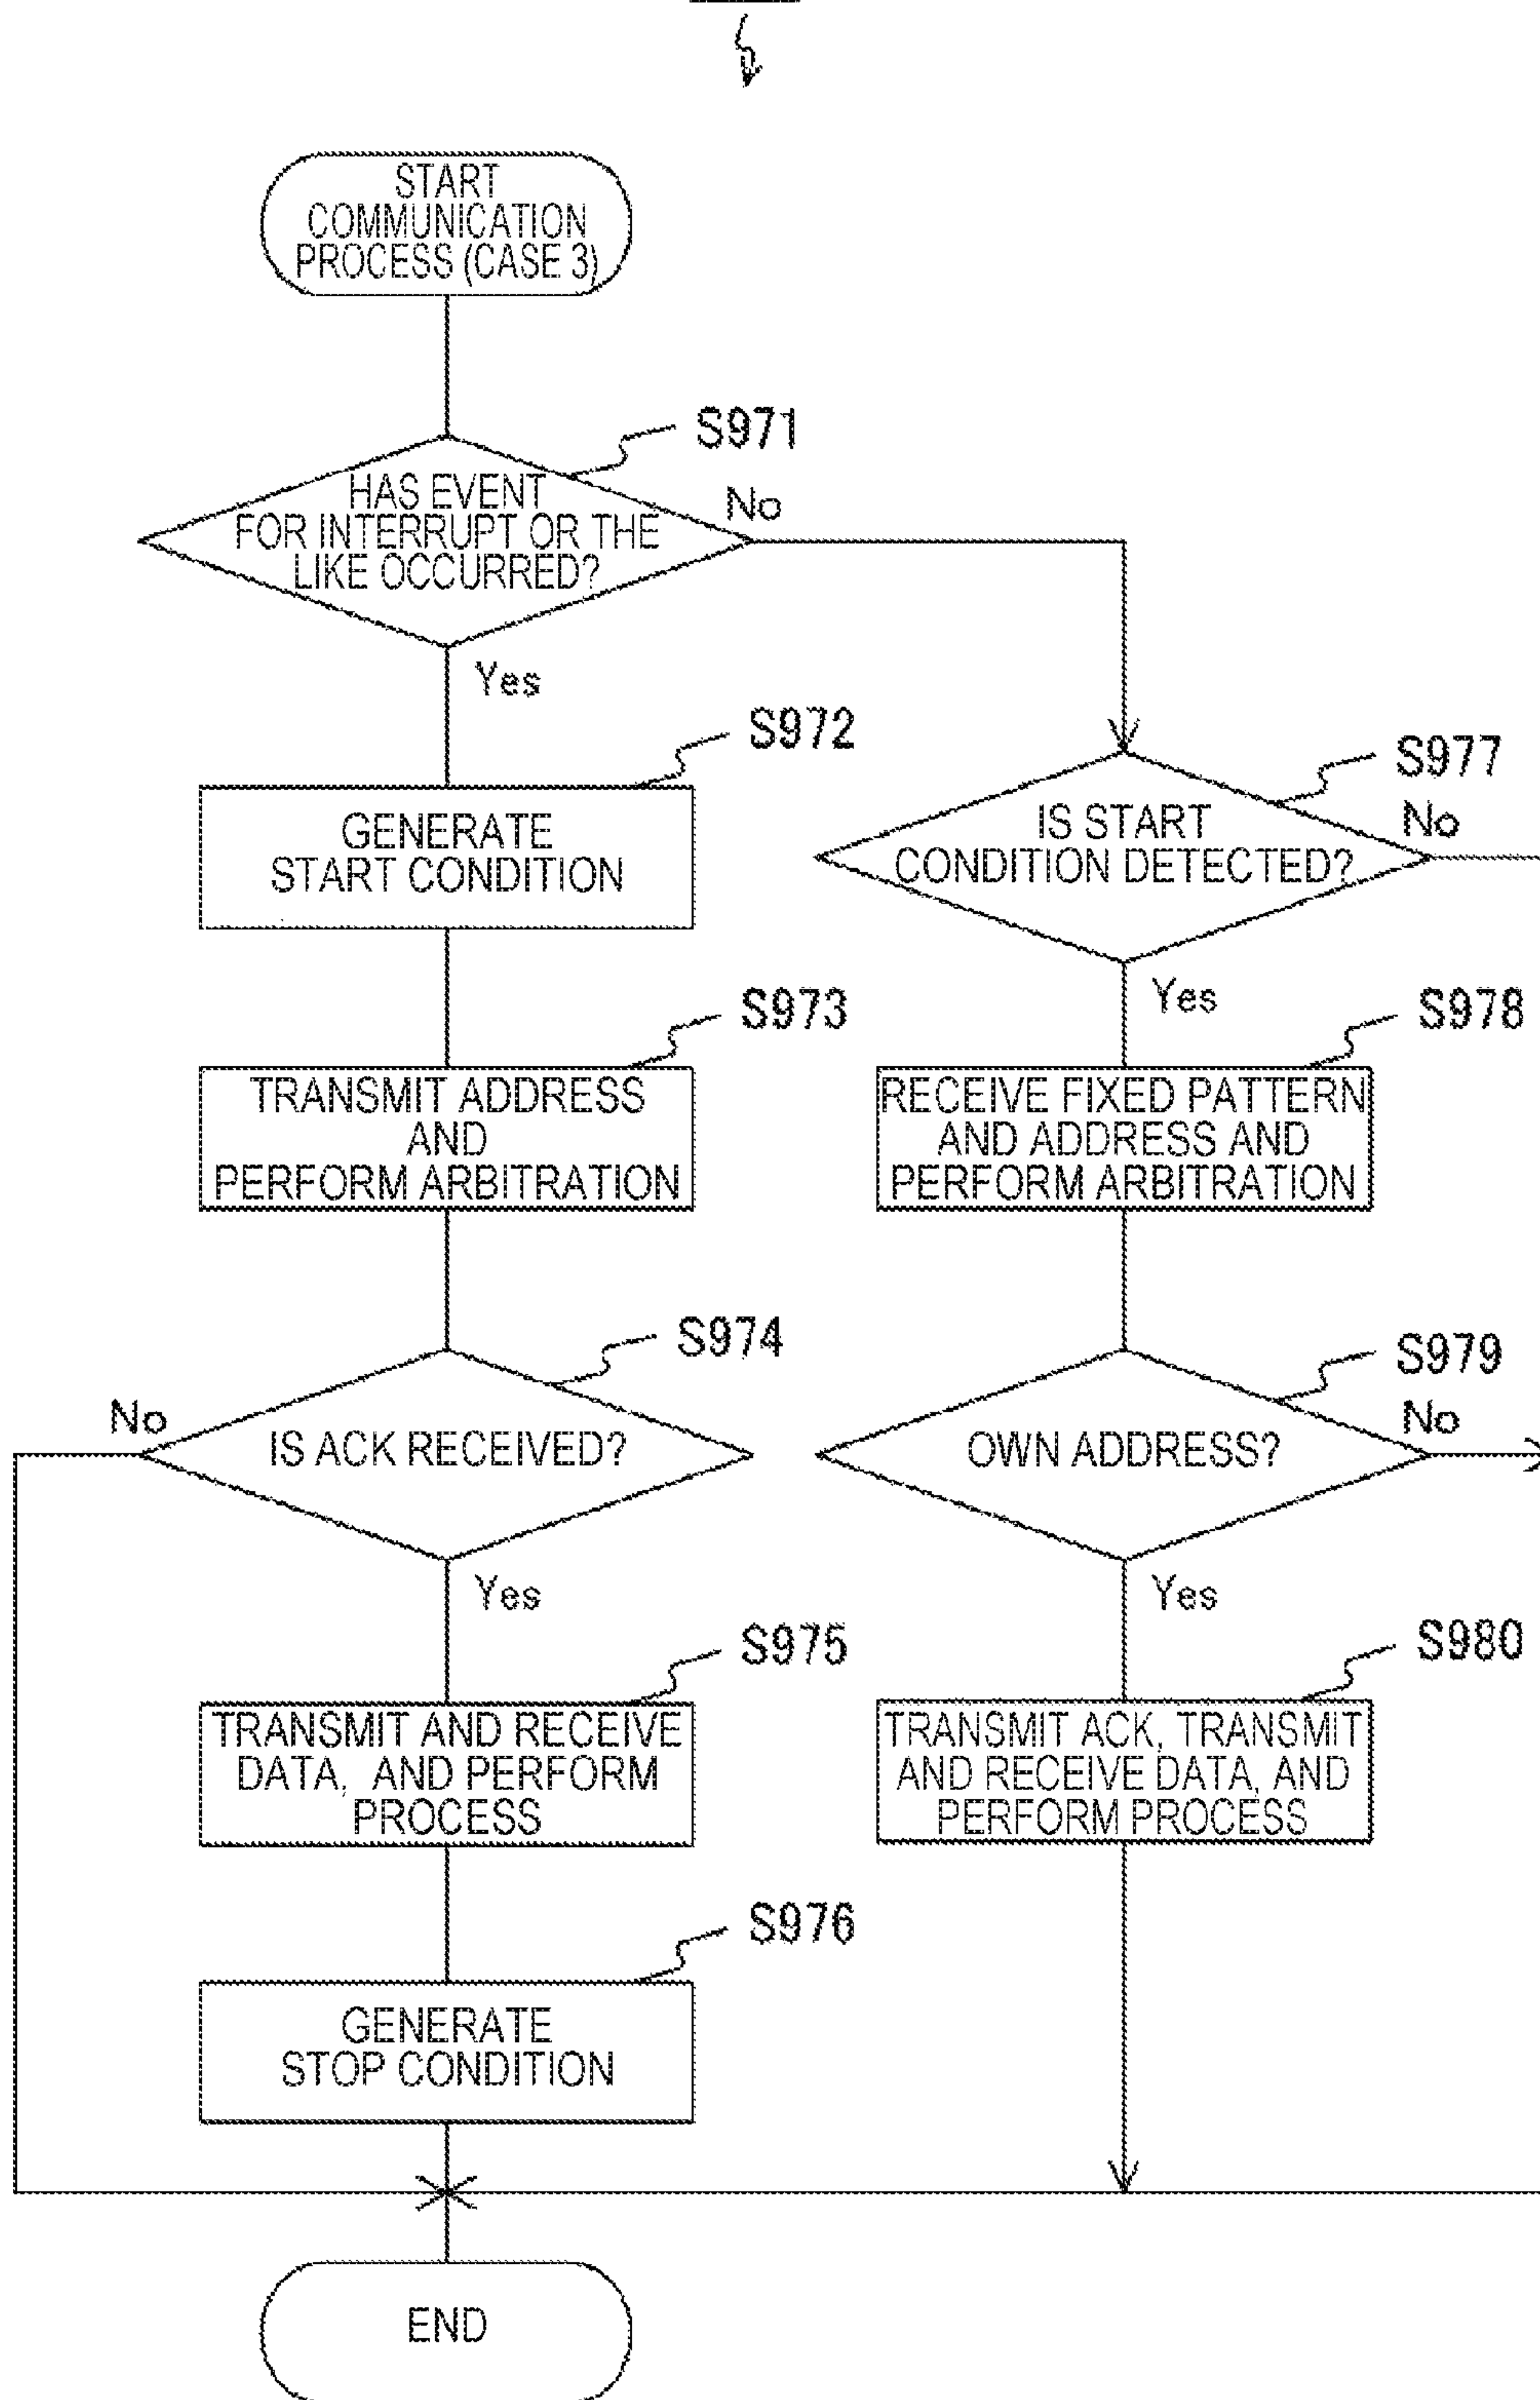 START
COMMUNICATION
PROCESS (CASE 3)
S971
HAS EVENT
FOR INTERRUPT OR THE
LIKE OCCURRED?
No
Yes
S972
GENERATE
START CONDITION
S973
TRANSMIT ADDRESS
AND
PERFORM ARBITRATION
S974
No
IS ACK RECEIVED?
Yes
S975
TRANSMIT AND RECEIVE
DATA, AND PERFORM
PROCESS
S976
GENERATE
STOP CONDITION
S977
No
IS START
CONDITION DETECTED?
Yes
S978
RECEIVE FIXED PATTERN
AND ADDRESS AND
PERFORM ARBITRATION
S979
No
OWN ADDRESS?
Yes
S980
TRANSMIT ACK, TRANSMIT
AND RECEIVE DATA, AND
PERFORM PROCESS
END